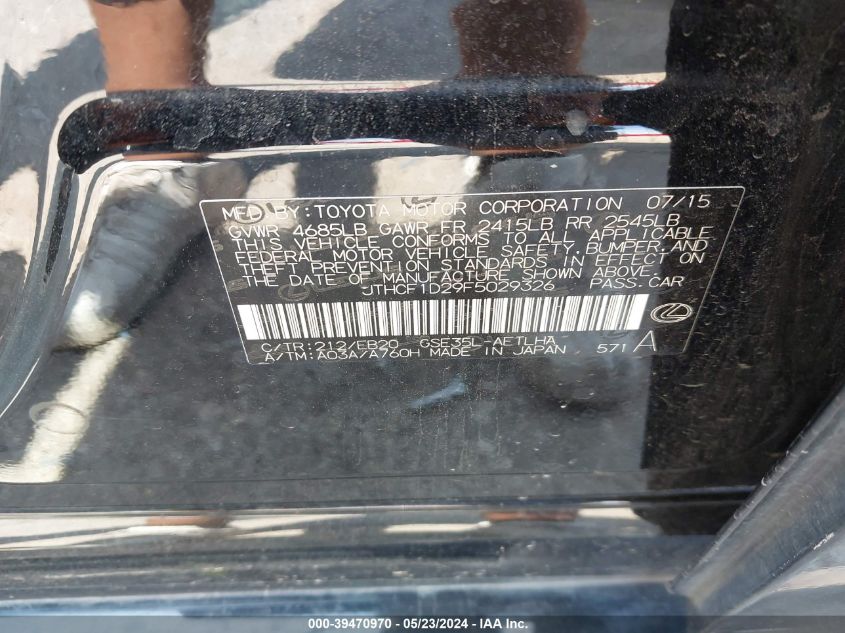 MFD BY: TOYOTA MOTOR CORPORATION 07/15
GVWR 4685LB GAWR FR 2415LB RR 2545LB
THIS VEHICLE CONFORMS TO ALL APPLICABLE
FEDERAL MOTOR VEHICLE SAFETY, BUMPER, AND
THEFT PREVENTION STANDARDS IN EFFECT ON
THE DATE OF MANUFACTURE SHOWN ABOVE.
JTHCF1D29F5029326 PASS. CAR
C/TR: 212/EB20 GSE35L-AETLHA
A/TM: A03A/A760H MADE IN JAPAN 571 A
000-39470970 - 05/23/2024 - IAA Inc.